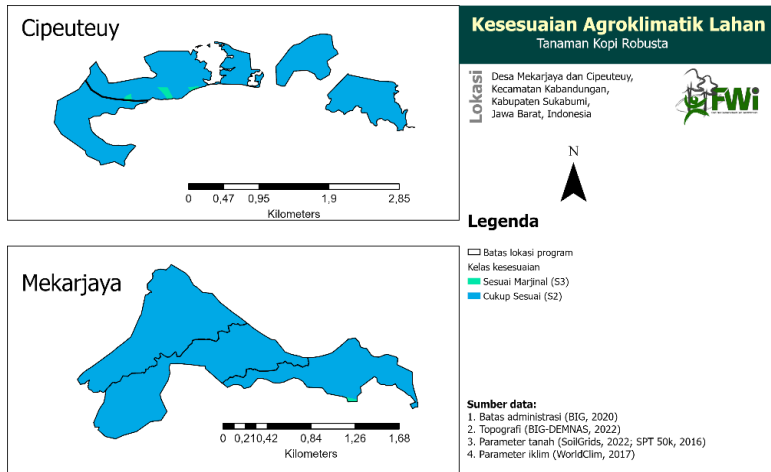 Cipeuteuy
0 0,47 0,95 1,9 2,85
Kilometers
Mekarjaya
0 0,210,42 0,84 1,26 1,68
Kilometers
Kesesuaian Agroklimatik Lahan
Tanaman Kopi Robusta
Lokasi
Desa Mekarjaya dan Cipeuteuy,
Kecamatan Kabandungan,
Kabupaten Sukabumi,
Jawa Barat, Indonesia
FWi
N
Legenda
Batas lokasi program
Kelas kesesuaian
Sesuai Marjinal (S3)
Cukup Sesuai (S2)
Sumber data:
1. Batas administrasi (BIG, 2020)
2. Topografi (BIG-DEMNAS, 2022)
3. Parameter tanah (SoilGrids, 2022; SPT 50k, 2016)
4. Parameter iklim (WorldClim, 2017)